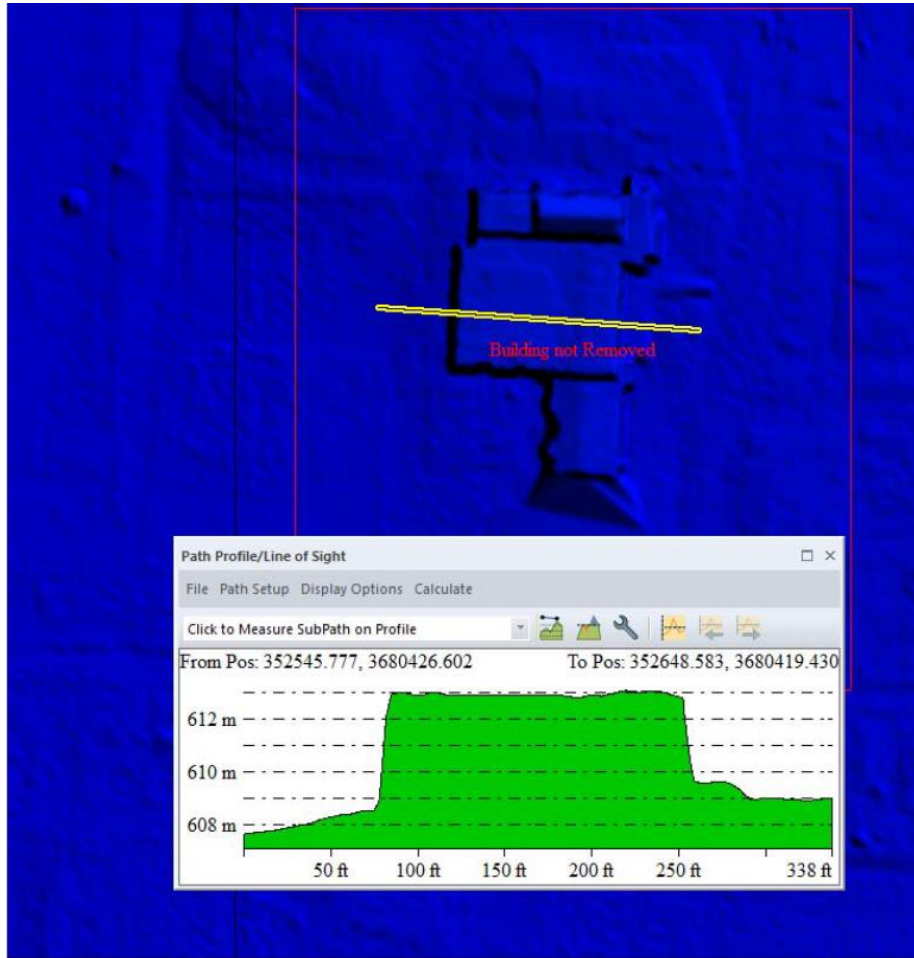 Building not Removed
Path Profile/Line of Sight
File Path Setup Display Options Calculate
Click to Measure SubPath on Profile
From Pos: 352545.777, 3680426.602 To Pos: 352648.583, 3680419.430
612 m
610 m
608 m
50 ft 100 ft 150 ft 200 ft 250 ft 338 ft